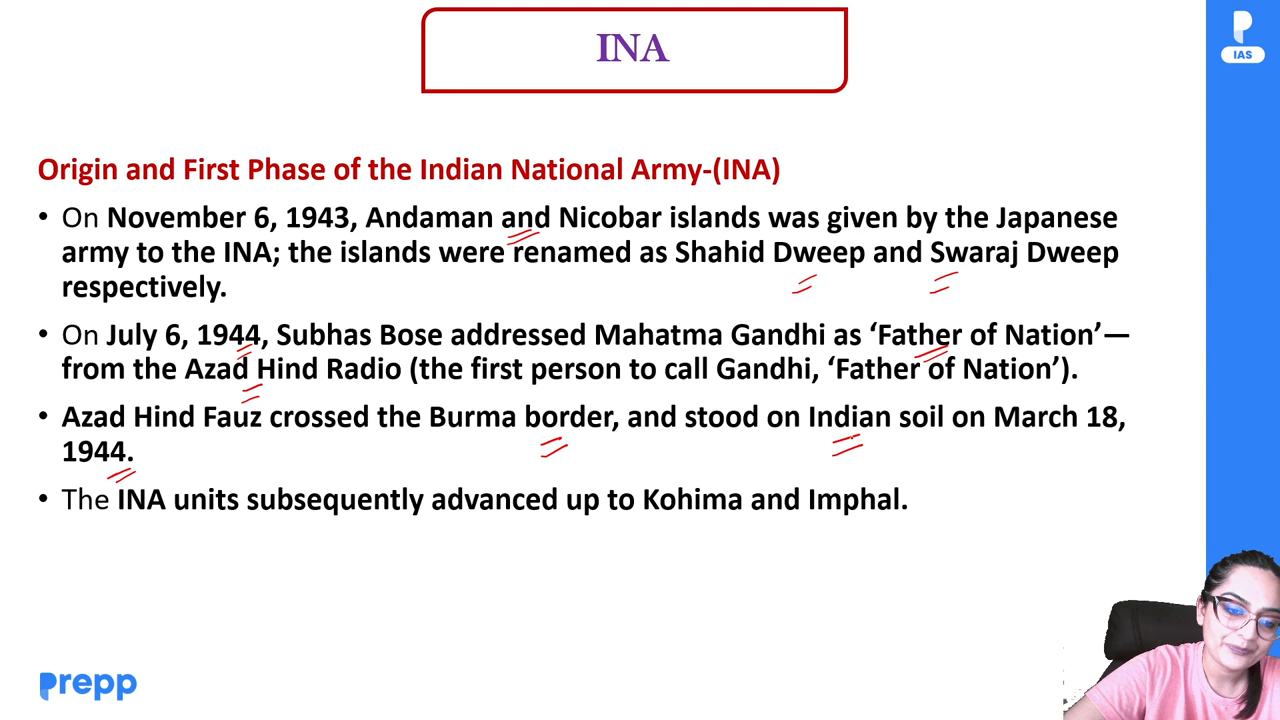 INA
IAS
Origin and First Phase of the Indian National Army-(INA)
• On November 6, 1943, Andaman and Nicobar islands was given by the Japanese
army to the INA; the islands were renamed as Shahid Dweep and Swaraj Dweep
respectively.
• On July 6, 1944, Subhas Bose addressed Mahatma Gandhi as ‘Father of Nation’—
from the Azad Hind Radio (the first person to call Gandhi, ‘Father of Nation’).
• Azad Hind Fauz crossed the Burma border, and stood on Indian soil on March 18,
1944.
• The INA units subsequently advanced up to Kohima and Imphal.
prepp